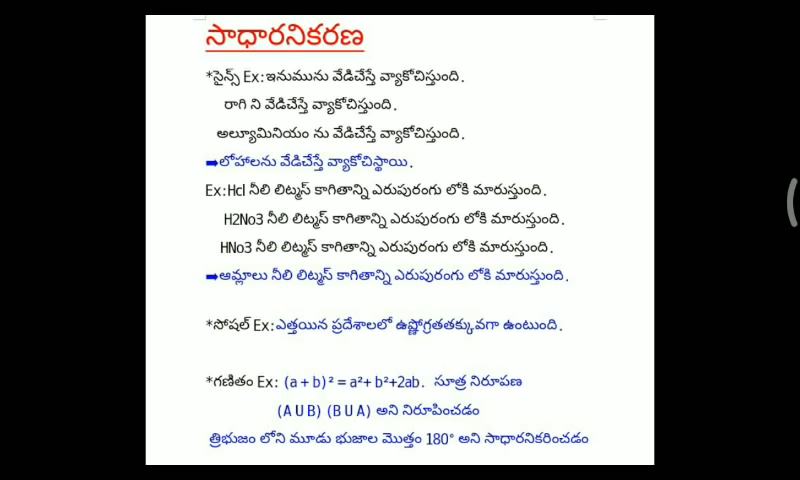 సాధారనికరణ
*సైన్స్ Ex:ఇనుమును వేడిచేస్తే వ్యాకోచిస్తుంది.
రాగి ని వేడిచేస్తే వ్యాకోచిస్తుంది.
అల్యూమినియం ను వేడిచేస్తే వ్యాకోచిస్తుంది.
➡లోహాలను వేడిచేస్తే వ్యాకోచిస్థాయి.
Ex:Hcl నీలి లిట్మస్ కాగితాన్ని ఎరుపురంగు లోకి మారుస్తుంది.
H2No3 నీలి లిట్మస్ కాగితాన్ని ఎరుపురంగు లోకి మారుస్తుంది.
HNo3 నీలి లిట్మస్ కాగితాన్ని ఎరుపురంగు లోకి మారుస్తుంది.
➡ఆమ్లాలు నీలి లిట్మస్ కాగితాన్ని ఎరుపురంగు లోకి మారుస్తుంది.
*సోషల్ Ex:ఎత్తయిన ప్రదేశాలలో ఉష్ణోగ్రతతక్కువగా ఉంటుంది.
*గణితం Ex: (a + b)² = a²+ b²+2ab. సూత్ర నిరూపణ
(A U B) (B U A) అని నిరూపించడం
త్రిభుజం లోని మూడు భుజాల మొత్తం 180° అని సాధారనికరించడం